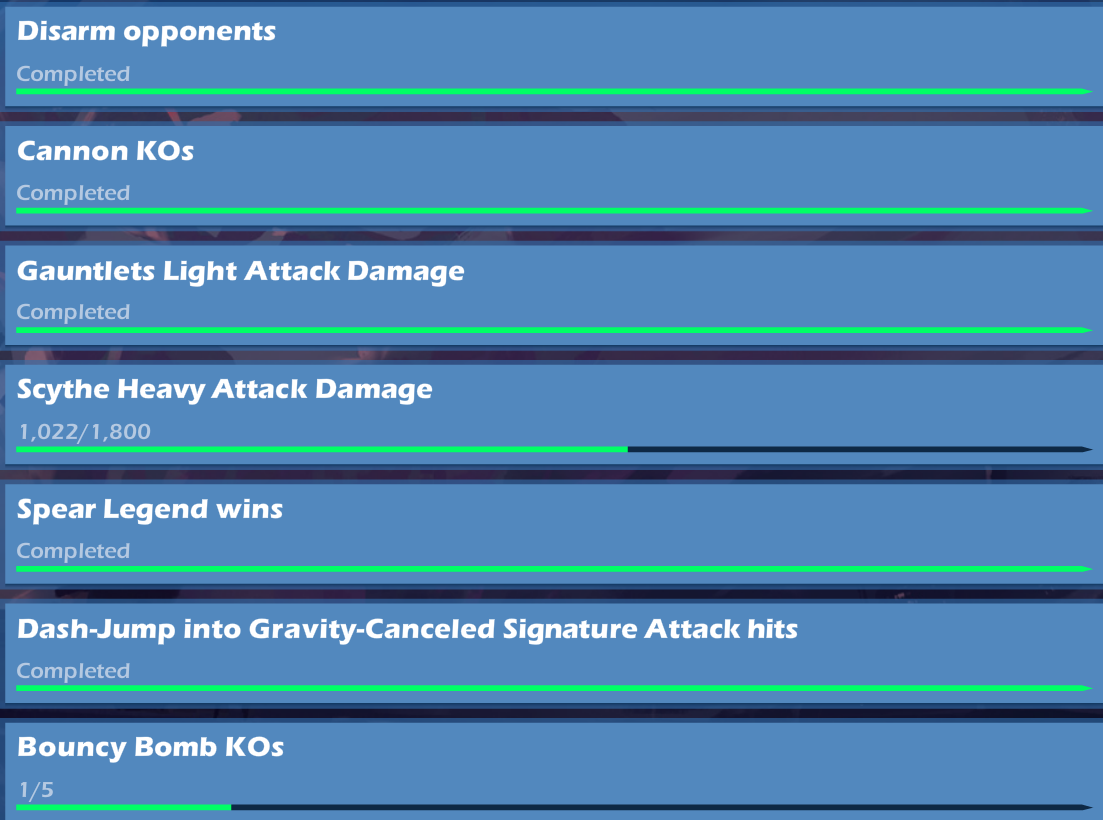 Disarm opponents
Completed
Cannon KOs
Completed
Gauntlets Light Attack Damage
Completed
Scythe Heavy Attack Damage
1,022/1,800
Spear Legend wins
Completed
Dash-Jump into Gravity-Canceled Signature Attack hits
Completed
Bouncy Bomb KOs
1/5